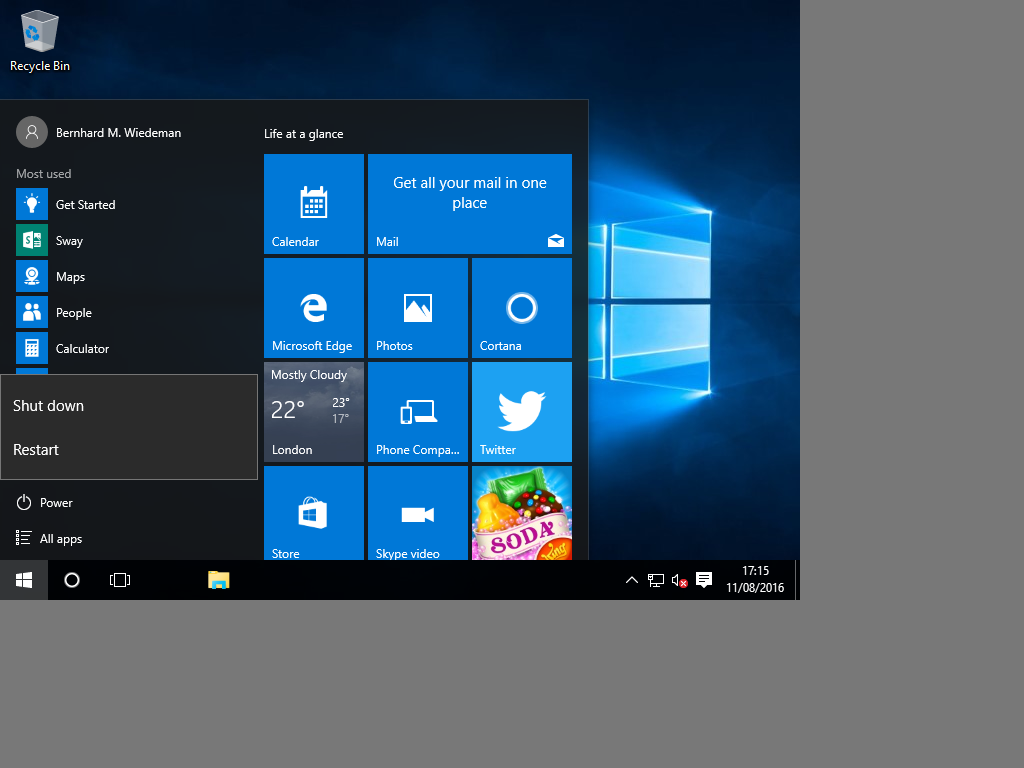 Recycle Bin
Bernhard M. Wiedeman
Most used
Get Started
Sway
Maps
People
Calculator
Shut down
Restart
Power
All apps
Life at a glance
Calendar
Get all your mail in one
place
Mail
Microsoft Edge
Photos
Cortana
Mostly Cloudy
22°
23°
17°
London
Phone Compa...
Twitter
Store
Skype video
SODA
King
17:15
11/08/2016